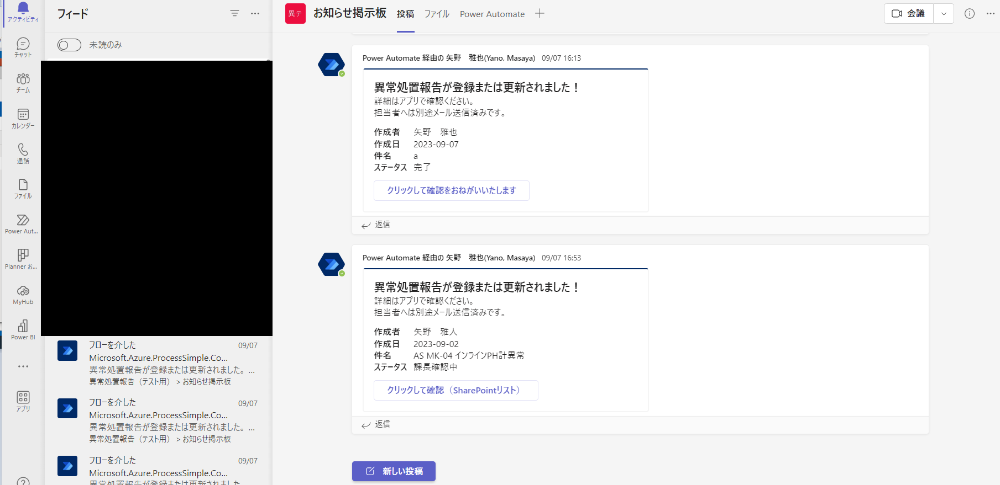 アクティビティ
チャット
チーム
カレンダー
通話
ファイル
Power Aut...
Planner お...
MyHub
Power BI
アプリ
フィード
未読のみ
フローを介した 09/07
Microsoft.Azure.ProcessSimple.Co...
異常処置報告が登録または更新されました。 ...
異常処置報告（テスト用） > お知らせ掲示板
フローを介した 09/07
Microsoft.Azure.ProcessSimple.Co...
異常処置報告が登録または更新されました。 ...
異常処置報告（テスト用） > お知らせ掲示板
フローを介した 09/07
Microsoft.Azure.ProcessSimple.Co...
異常処置報告が登録または更新されました
異テ お知らせ掲示板 投稿 ファイル Power Automate
会議
Power Automate 経由の 矢野　雅也(Yano, Masaya) 09/07 16:13
異常処置報告が登録または更新されました！
詳細はアプリで確認ください。
担当者へは別途メール送信済みです。
作成者 矢野　雅也
作成日 2023-09-07
件名 a
ステータス 完了
クリックして確認をおねがいいたします
返信
Power Automate 経由の 矢野　雅也(Yano, Masaya) 09/07 16:53
異常処置報告が登録または更新されました！
詳細はアプリで確認ください。
担当者へは別途メール送信済みです。
作成者 矢野　雅人
作成日 2023-09-02
件名 AS MK-04 インラインPH計異常
ステータス 課長確認中
クリックして確認（SharePointリスト）
返信
新しい投稿